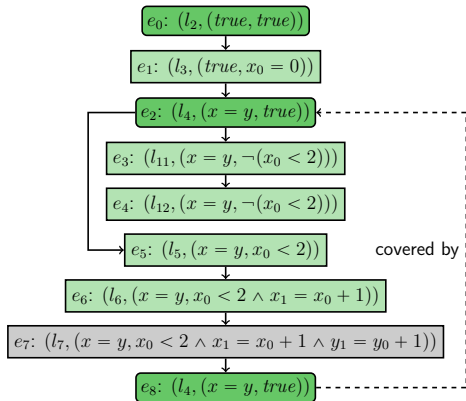 e₀: (l₂, (true, true))
e₁: (l₃, (true, x₀ = 0))
e₂: (l₄, (x = y, true))
e₃: (l₁₁, (x = y, ¬(x₀ < 2)))
e₄: (l₁₂, (x = y, ¬(x₀ < 2)))
e₅: (l₅, (x = y, x₀ < 2))
covered by
e₆: (l₆, (x = y, x₀ < 2 ∧ x₁ = x₀ + 1))
e₇: (l₇, (x = y, x₀ < 2 ∧ x₁ = x₀ + 1 ∧ y₁ = y₀ + 1))
e₈: (l₄, (x = y, true))